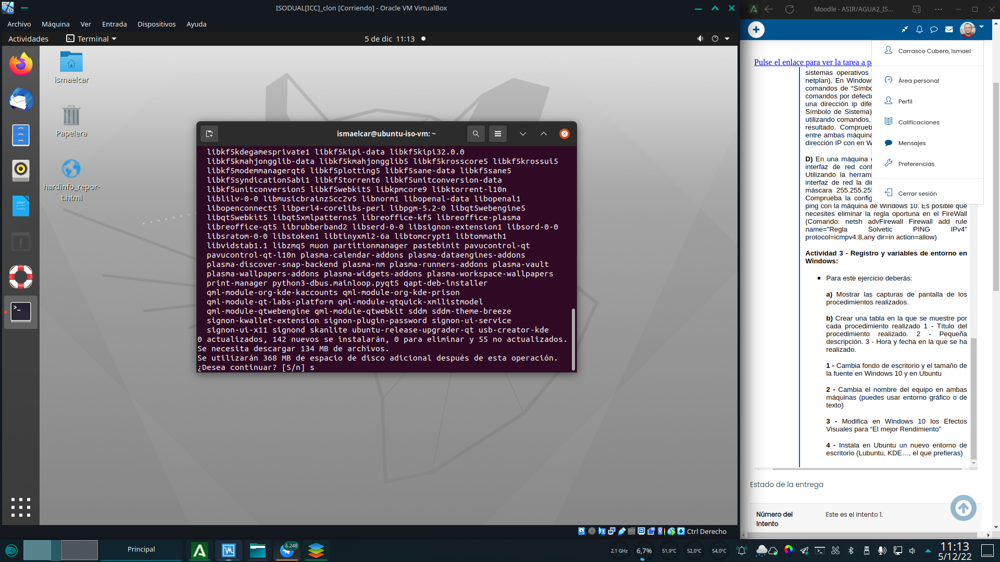 ISODUAL[ICC]_clon [Corriendo] - Oracle VM VirtualBox
Archivo Máquina Ver Entrada Dispositivos Ayuda
Actividades Terminal 5 de dic 11:13
ismaelcar
Papelera
hardinfo_repor-
t.html
ismaelcar@ubuntu-iso-vm: ~
libkf5kdegamesprivate1 libkf5kipi-data libkf5kipi32.0.0
libkf5kmahjongglib-data libkf5kmahjongglib5 libkf5krosscore5 libkf5krossui5
libkf5modemmanagerqt6 libkf5plotting5 libkf5sane-data libkf5sane5
libkf5syndication5abi1 libkf5torrent6 libkf5unitconversion-data
libkf5unitconversion5 libkf5webkit5 libkpmcore9 libktorrent-l10n
liblilv-0-0 libmusicbrainz5cc2v5 libnorm1 libopenal-data libopenal1
libopenconnect5 libperl4-corelibs-perl libpgm-5.2-0 libqt5webengine5
libqt5webkit5 libqt5xmlpatterns5 libreoffice-kf5 libreoffice-plasma
libreoffice-qt5 librubberband2 libserd-0-0 libsignon-extension1 libsord-0-0
libsratom-0-0 libstoken1 libtinyxml2-6a libtomcrypt1 libtommath1
libvidstab1.1 libzmq5 muon partitionmanager pastebinit pavucontrol-qt
pavucontrol-qt-l10n plasma-calendar-addons plasma-dataengines-addons
plasma-discover-snap-backend plasma-nm plasma-runners-addons plasma-vault
plasma-wallpapers-addons plasma-widgets-addons plasma-workspace-wallpapers
print-manager python3-dbus.mainloop.pyqt5 qapt-deb-installer
qml-module-org-kde-kaccounts qml-module-org-kde-prison
qml-module-qt-labs-platform qml-module-qtquick-xmllistmodel
qml-module-qtwebengine qml-module-qtwebkit sddm sddm-theme-breeze
signon-kwallet-extension signon-plugin-password signon-ui-service
signon-ui-x11 signond skanlite ubuntu-release-upgrader-qt usb-creator-kde
0 actualizados, 142 nuevos se instalarán, 0 para eliminar y 55 no actualizados.
Se necesita descargar 134 MB de archivos.
Se utilizarán 368 MB de espacio de disco adicional después de esta operación.
¿Desea continuar? [S/n] s
Ctrl Derecho
Moodle - ASIR/AGUA2_IS...
Carrasco Cubero, Ismael
Área personal
Perfil
Calificaciones
Mensajes
Preferencias
Cerrar sesión
Pulse el enlace para ver la tarea a p
sistemas operativos
netplan). En Window
comandos de “Símbo
comandos por defect
una dirección ip dife
Símbolo de Sistema)
utilizando comandos,
resultado. Comprueb
entre ambas máquina
dirección IP con en W
D) En una máquina
interfaz de red conf
Utilizando la herrami
interfaz de red la dir
máscara 255.255.25
Comprueba la config
ping con la máquina de Windows 10. Es posible que
necesites eliminar la regla oportuna en el FireWall
(Comando: netsh advFirewall Firewall add rule
name="Regla Solvetic PING IPv4"
protocol=icmpv4:8,any dir=in action=allow)
Actividad 3 - Registro y variables de entorno en
Windows:
Para este ejercicio deberás:
a) Mostrar las capturas de pantalla de los
procedimientos realizados.
b) Crear una tabla en la que se muestre por
cada procedimiento realizado 1 - Título del
procedimiento realizado. 2 - Pequeña
descripción. 3 - Hora y fecha en la que se ha
realizado.
1 - Cambia fondo de escritorio y el tamaño de
la fuente en Windows 10 y en Ubuntu
2 - Cambia el nombre del equipo en ambas
máquinas (puedes usar entorno gráfico o de
texto)
3 - Modifica en Windows 10 los Efectos
Visuales para “El mejor Rendimiento”
4 - Instala en Ubuntu un nuevo entorno de
escritorio (Lubuntu, KDE…, el que prefieras)
Estado de la entrega
Número del
intento
Este es el intento 1.
Principal
6.248
2,1 GHz 6,7% 51,9°C 52,0°C 54,0°C
11:13
5/12/22